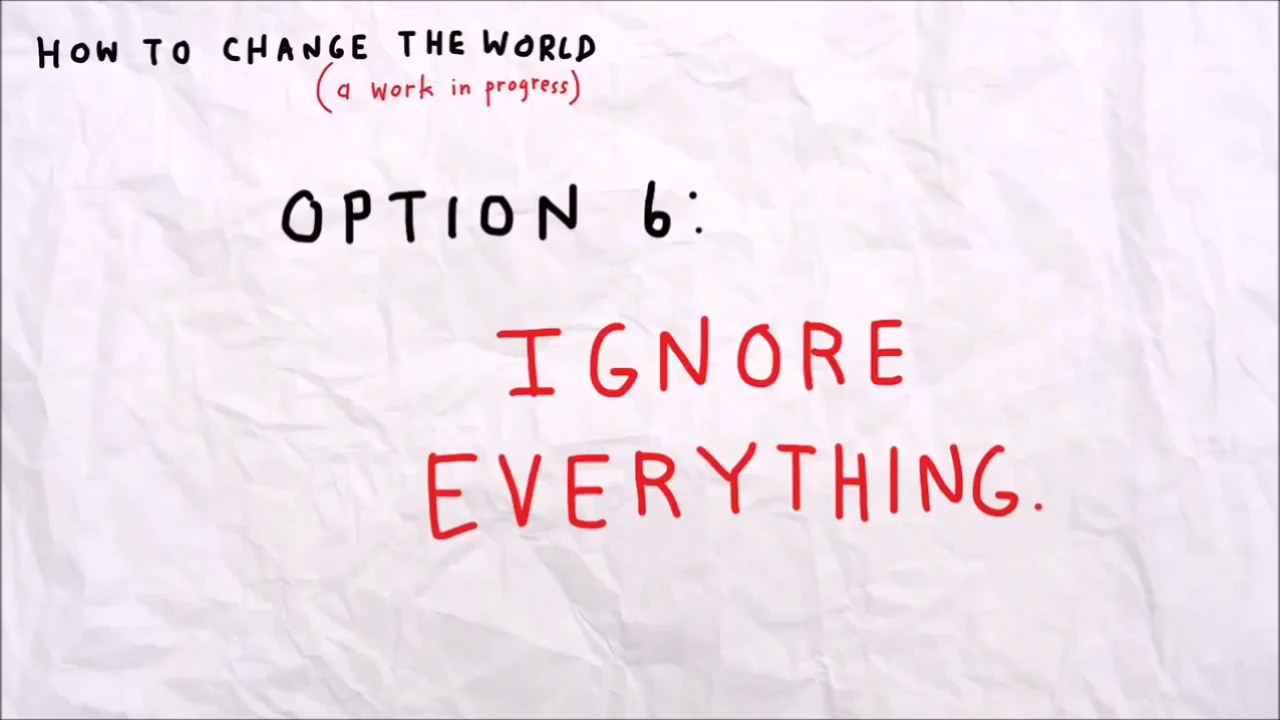 HOW TO CHANGE THE WORLD
(a work in progress)
OPTION 6:
IGNORE
EVERYTHING.